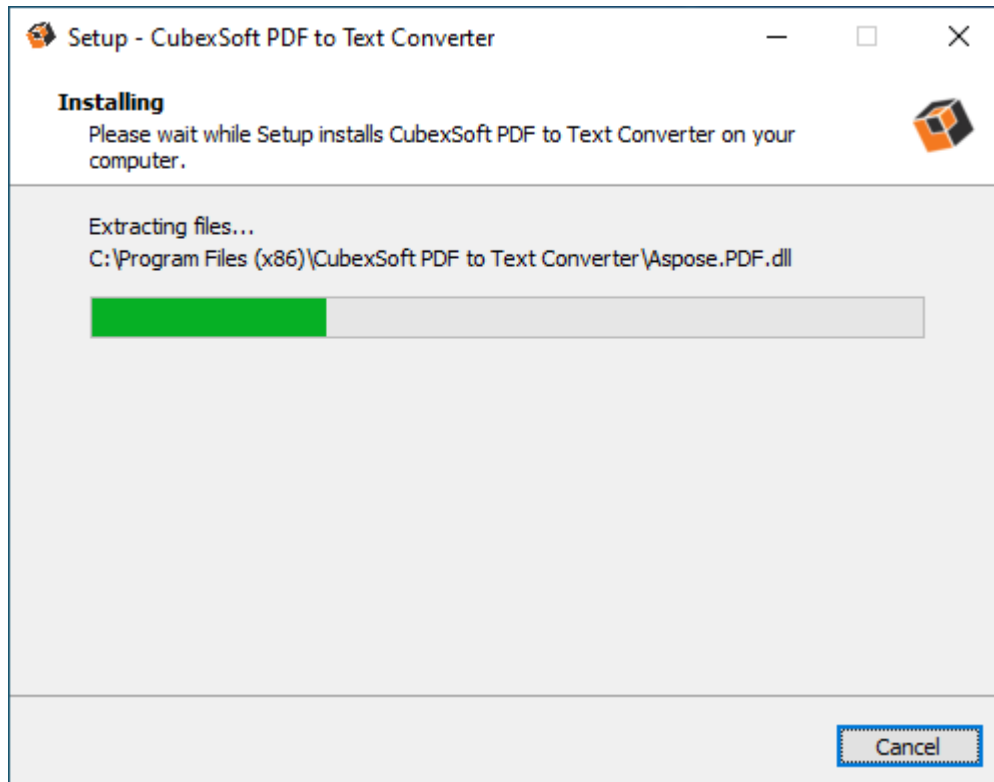 Setup - CubexSoft PDF to Text Converter
Installing
Please wait while Setup installs CubexSoft PDF to Text Converter on your
computer.
Extracting files...
C:\Program Files (x86)\CubexSoft PDF to Text Converter\Aspose.PDF.dll
Cancel